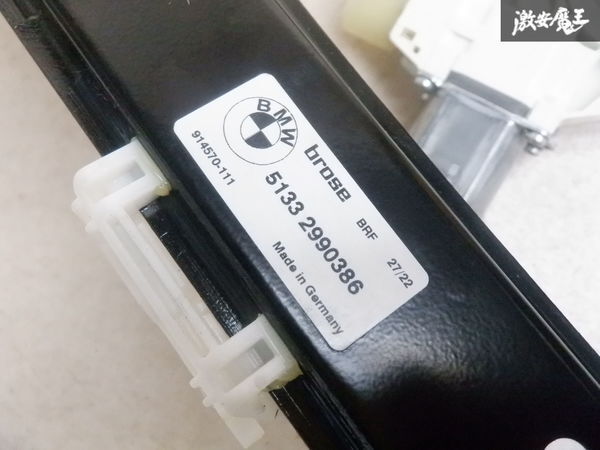 激安魔王
BMW
brose
914570-111
5133 2990386
BRF
27/22
Made in Germany